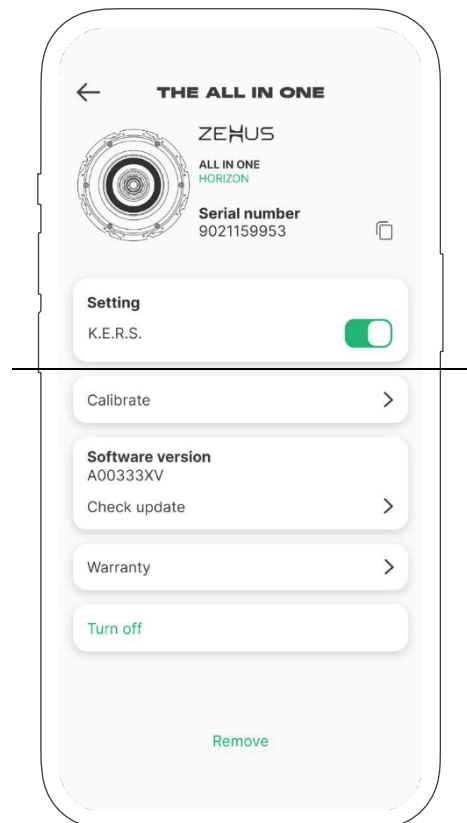 THE ALL IN ONE
ZEHUS
ALL IN ONE
HORIZON
Serial number
9021159953
Setting
K.E.R.S.
Calibrate
Software version
A00333XV
Check update
Warranty
Turn off
Remove